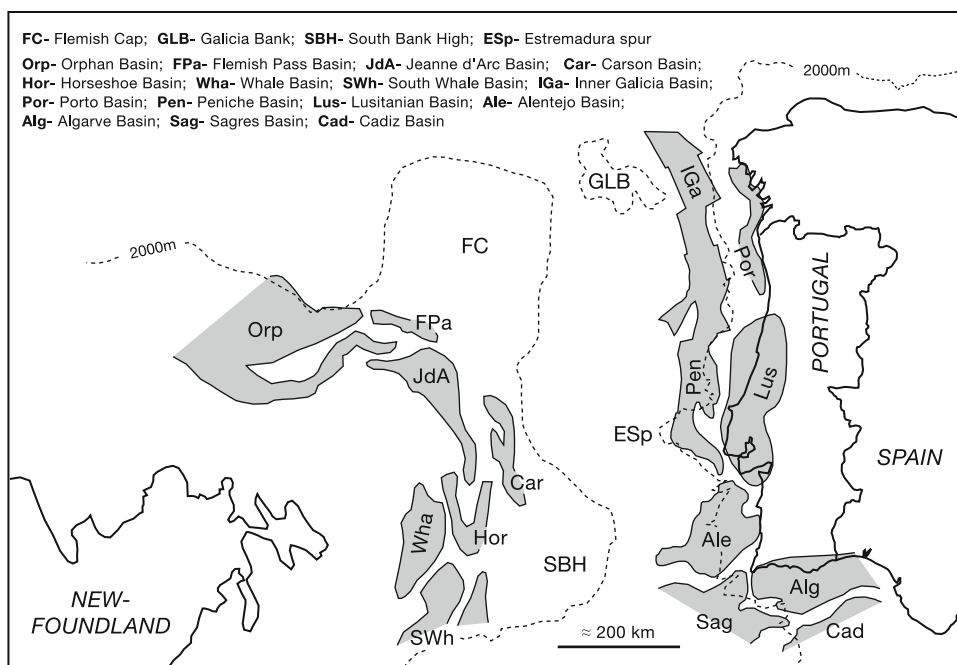 FC- Flemish Cap; GLB- Galicia Bank; SBH- South Bank High; ESp- Estremadura spur
Orp- Orphan Basin; FPa- Flemish Pass Basin; JdA- Jeanne d'Arc Basin; Car- Carson Basin;
Hor- Horseshoe Basin; Wha- Whale Basin; SWh- South Whale Basin; IGa- Inner Galicia Basin;
Por- Porto Basin; Pen- Peniche Basin; Lus- Lusitanian Basin; Ale- Alentejo Basin;
Alg- Algarve Basin; Sag- Sagres Basin; Cad- Cadiz Basin
2000m
GLB
IGa
FC
2000m
Por
PORTUGAL
Orp
FPa
JdA
Pen
Lus
ESp
SPAIN
Car
Wha
Hor
Ale
SBH
Alg
NEW-
FOUNDLAND
SWh
≈ 200 km
Sag
Cad